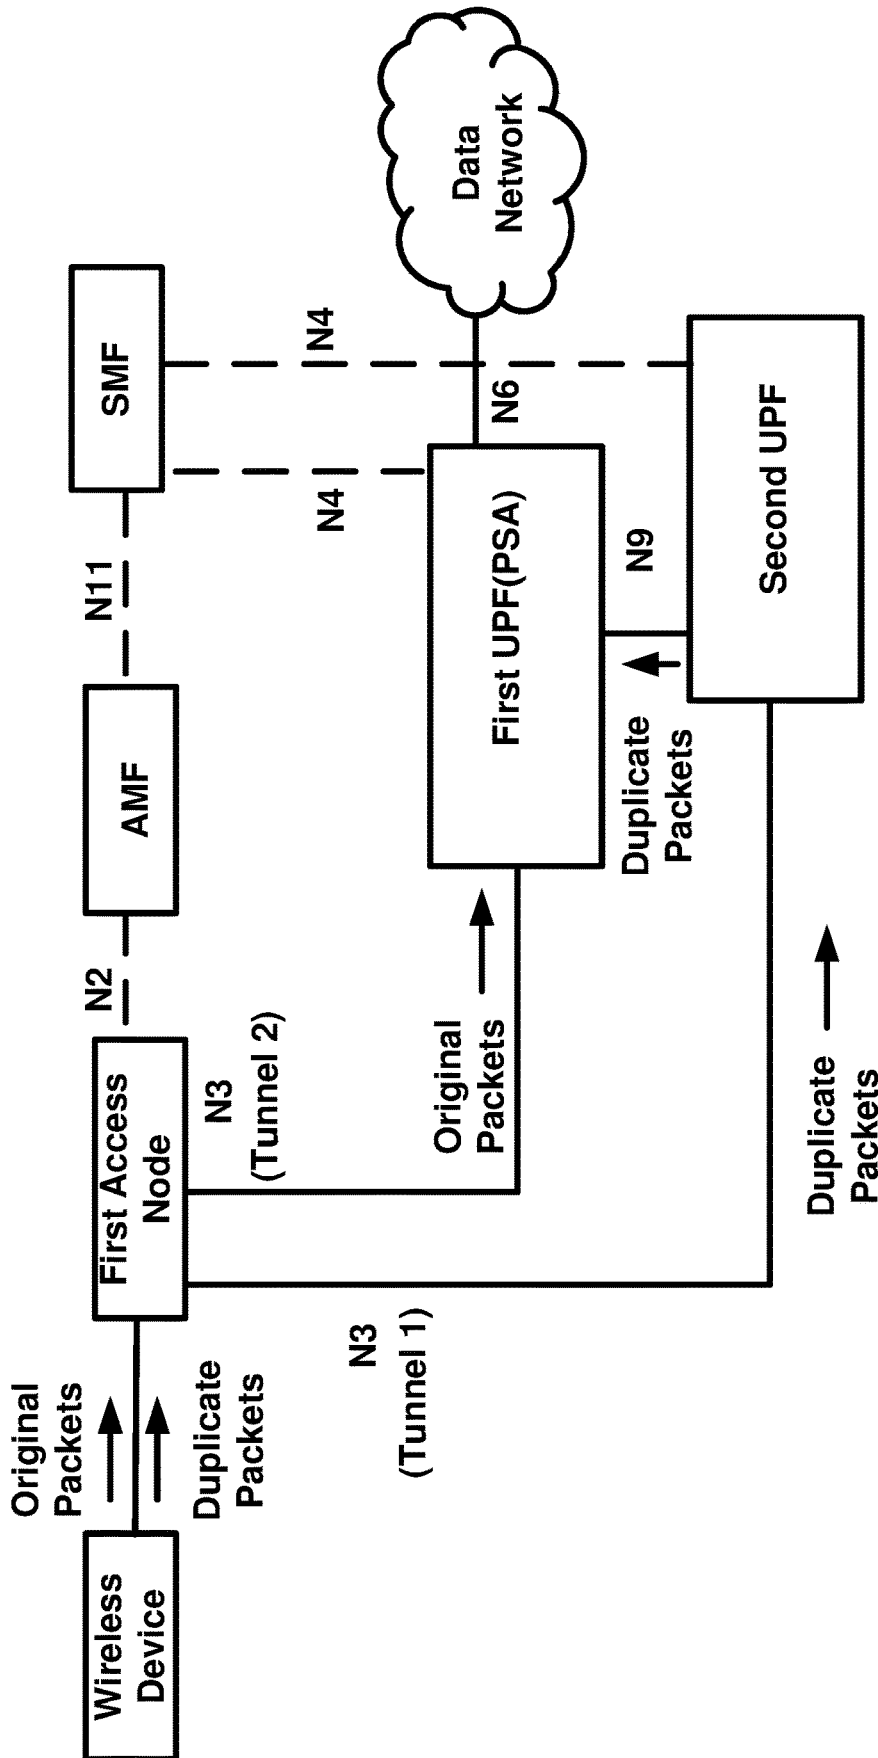 Original
Packets
Wireless
Device
Duplicate
Packets
First Access
Node
N2
AMF
N11
SMF
N3
(Tunnel 2)
N3
(Tunnel 1)
N4
N4
Original
Packets
First UPF(PSA)
N6
Data
Network
Duplicate
Packets
N9
Duplicate
Packets
Second UPF